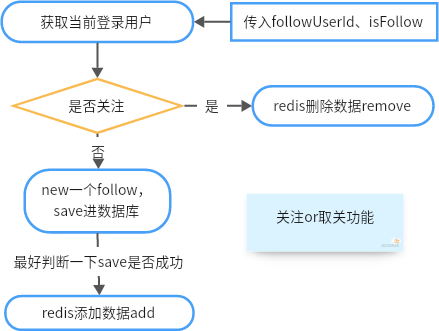 获取当前登录用户
传入followUserId、isFollow
是否关注
是
redis删除数据remove
否
new一个follow，
save进数据库
关注or取关功能
最好判断一下save是否成功
redis添加数据add